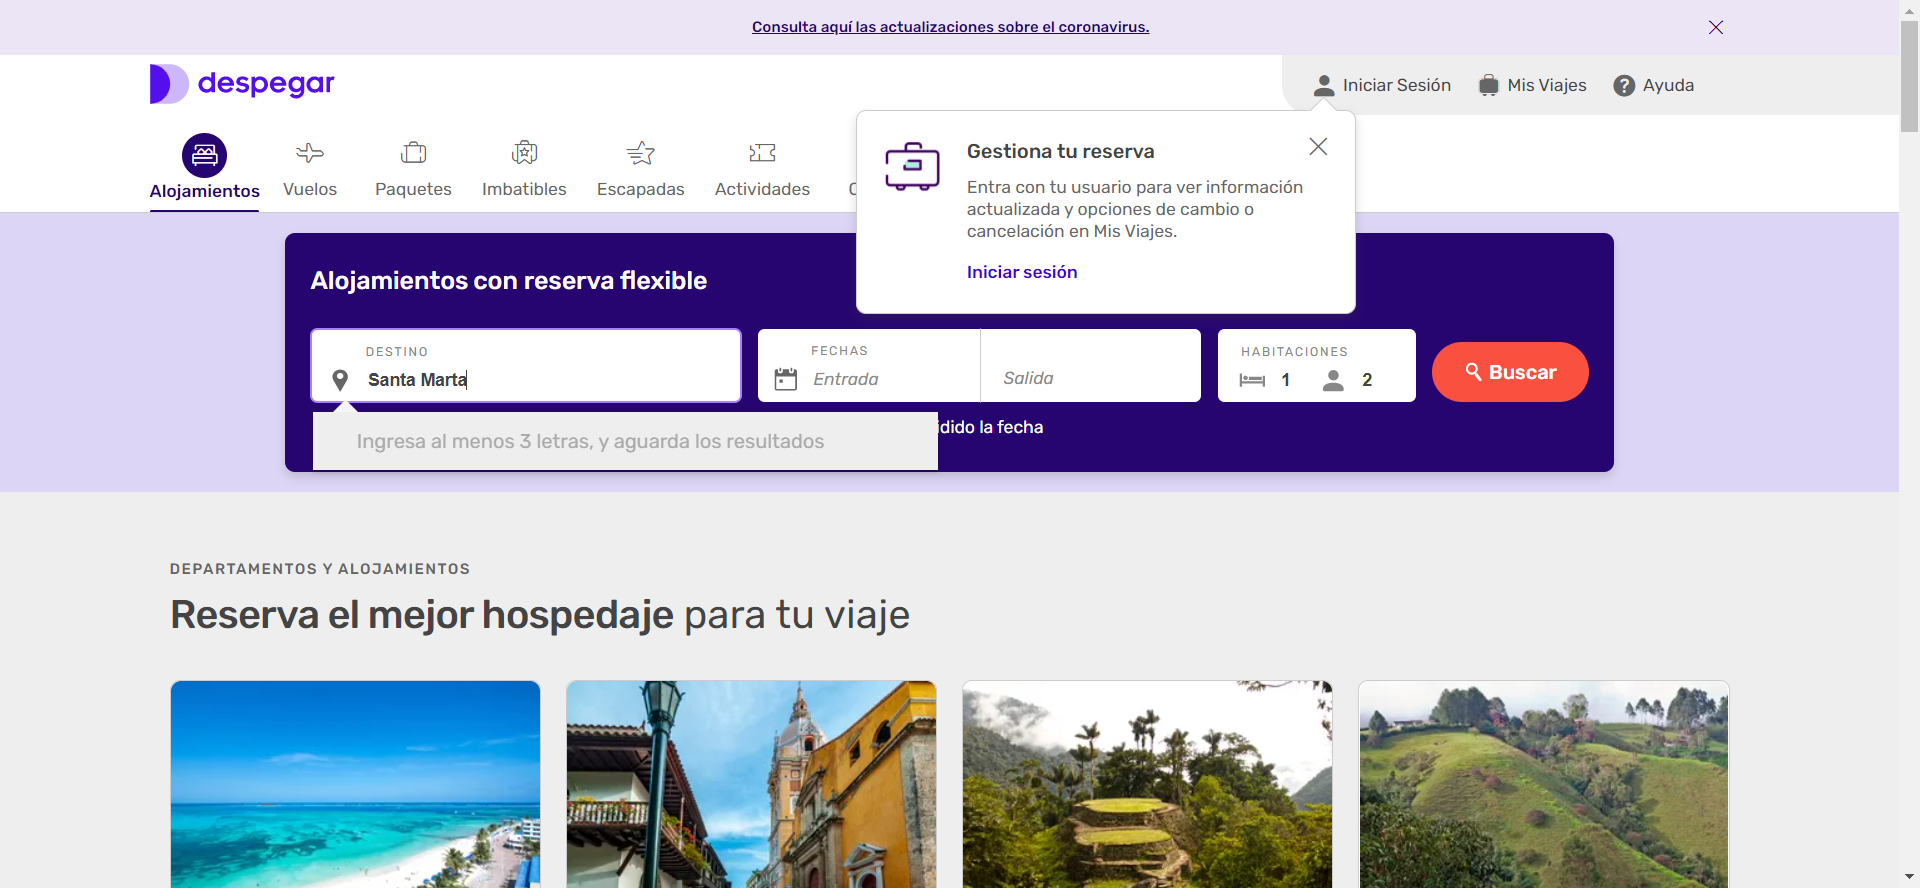 Consulta aquí las actualizaciones sobre el coronavirus.
despegar
Iniciar Sesión
Mis Viajes
? Ayuda
Alojamientos
Vuelos
Paquetes
Imbatibles
Escapadas
Actividades
Gestiona tu reserva
Entra con tu usuario para ver información
actualizada y opciones de cambio o
cancelación en Mis Viajes.
Iniciar sesión
Alojamientos con reserva flexible
DESTINO
Santa Marta
FECHAS
Entrada
Salida
HABITACIONES
1
2
Buscar
Ingresa al menos 3 letras, y aguarda los resultados
dido la fecha
DEPARTAMENTOS Y ALOJAMIENTOS
Reserva el mejor hospedaje para tu viaje